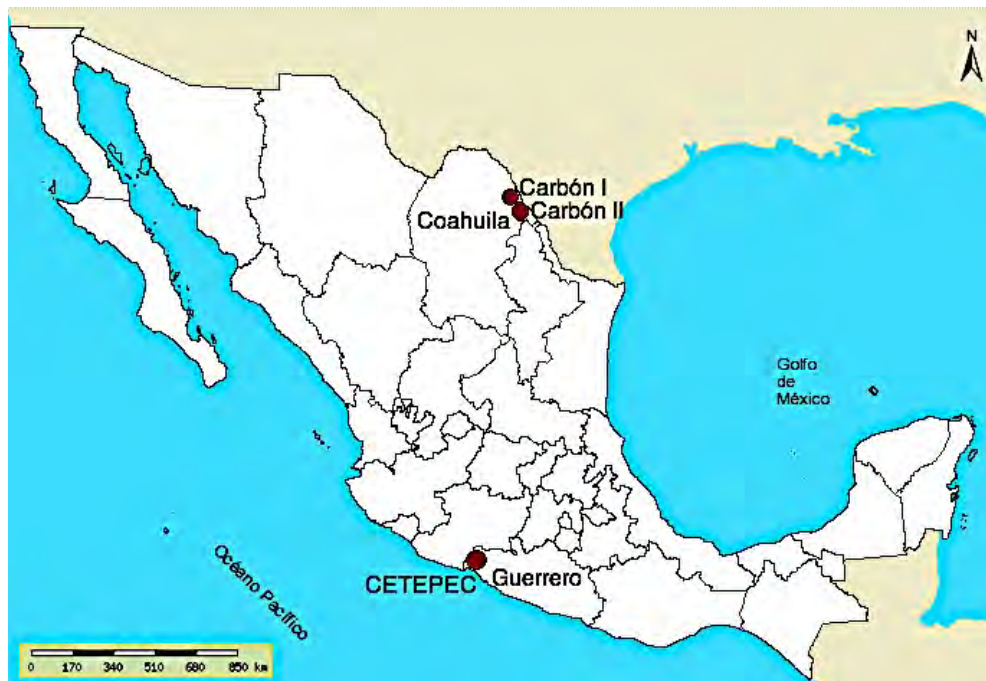 N
Carbón I
Carbón II
Coahuila
Golfo
de
México
Océano Pacífico
CETEPEC
Guerrero
0 170 340 510 680 850 km